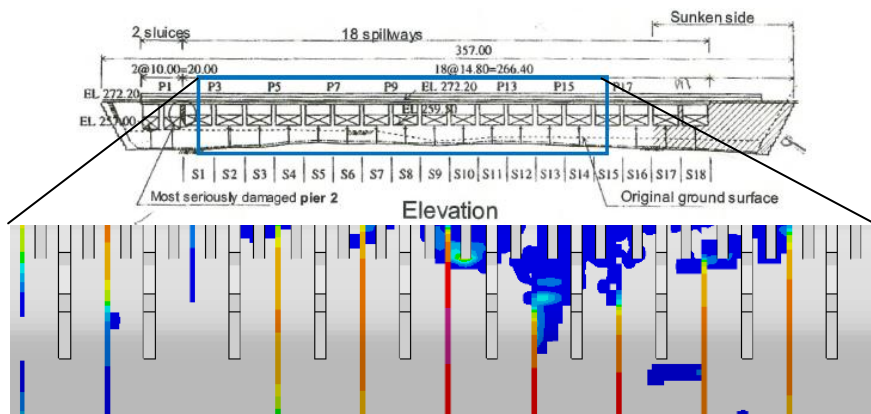 Sunken side
2 sluices
18 spillways
357.00
2@10.00=20.00 18@14.80=266.40
P1 P3 P5 P7 P9 EL 272.20 P13 P15 P17
EL 272.20
EL 259.80
EL 257.00
S1 S2 S3 S4 S5 S6 S7 S8 S9 S10 S11 S12 S13 S14 S15 S16 S17 S18
Most seriously damaged pier 2
Original ground surface
Elevation